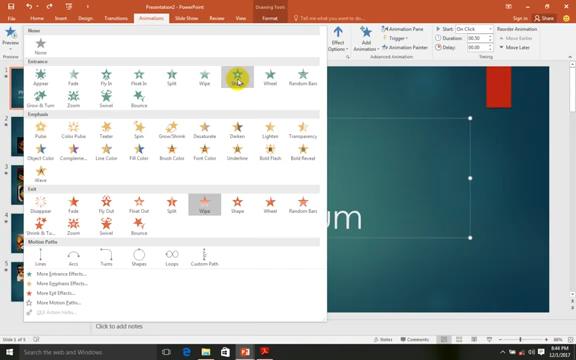 Presentation2 - PowerPoint
Drawing Tools
File Home Insert Design Transitions Animations Slide Show Review View Format Tell me what you want to do... Sign in Share
Preview
Effect Options
Add Animation
Animation Pane
Trigger
Animation Painter
Advanced Animation
Start: On Click
Duration: 00.50
Delay: 00.00
Reorder Animation
Move Earlier
Move Later
Timing
None
None
Entrance
Appear Fade Fly In Float In Split Wipe Wheel Random Bars
Grow & Turn Zoom Swivel Bounce
Emphasis
Pulse Color Pulse Teeter Spin Grow/Shrink Desaturate Darken Lighten Transparency
Object Color Compleme... Line Color Fill Color Brush Color Font Color Underline Bold Flash Bold Reveal
Wave
Exit
Disappear Fade Fly Out Float Out Split Wipe Shape Wheel Random Bars
Shrink & Tu... Zoom Swivel Bounce
Motion Paths
Lines Arcs Turns Shapes Loops Custom Path
More Entrance Effects...
More Emphasis Effects...
More Exit Effects...
More Motion Paths...
OLE Action Verbs...
1
2
3
4
5
um
Click to add notes
Slide 1 of 5
Notes Comments
Search the web and Windows
8:44 PM
12/1/2017